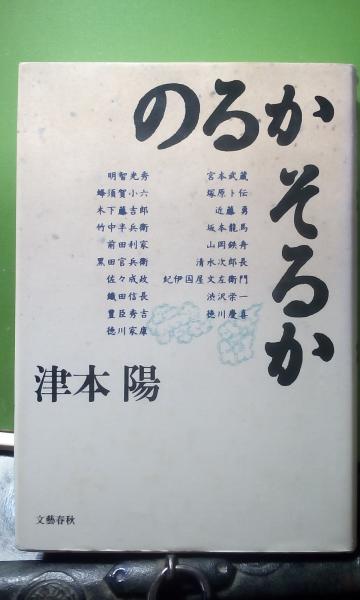 のるか
そるか
宮本武蔵
塚原卜伝
近藤勇
坂本龍馬
山岡鉄舟
清水次郎長
紀伊国屋文左衛門
渋沢栄一
徳川慶喜
明智光秀
蜂須賀小六
木下藤吉郎
竹中半兵衛
前田利家
黒田官兵衛
佐々成政
織田信長
豊臣秀吉
徳川家康
津本陽
文藝春秋